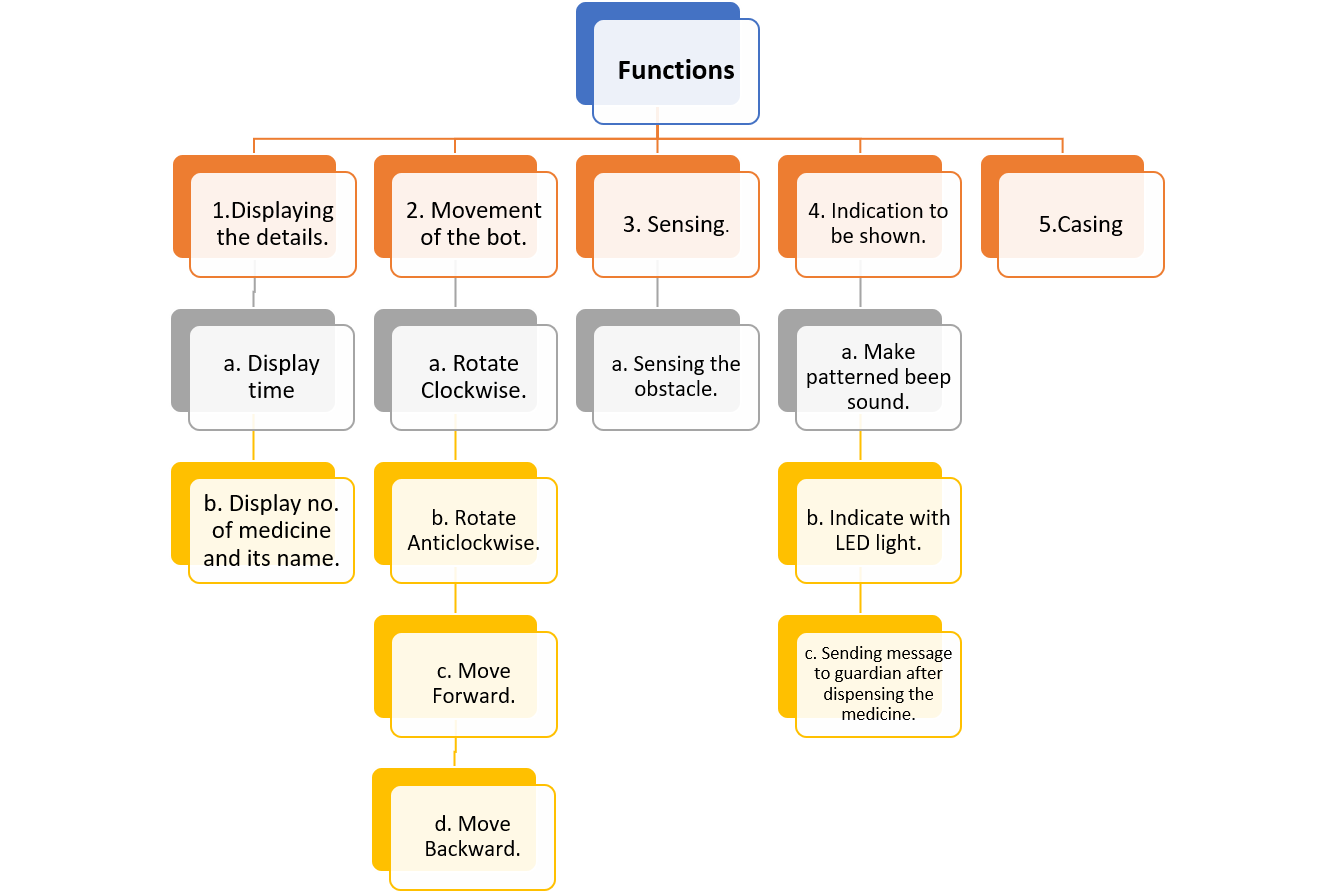 Functions
1.Displaying
the details.
2. Movement
of the bot.
3. Sensing.
4. Indication to
be shown.
5.Casing
a. Display
time
a. Rotate
Clockwise.
a. Sensing the
obstacle.
a. Make
patterned beep
sound.
b. Display no.
of medicine
and its name.
b. Rotate
Anticlockwise.
b. Indicate with
LED light.
c. Move
Forward.
c. Sending message
to guardian after
dispensing the
medicine.
d. Move
Backward.